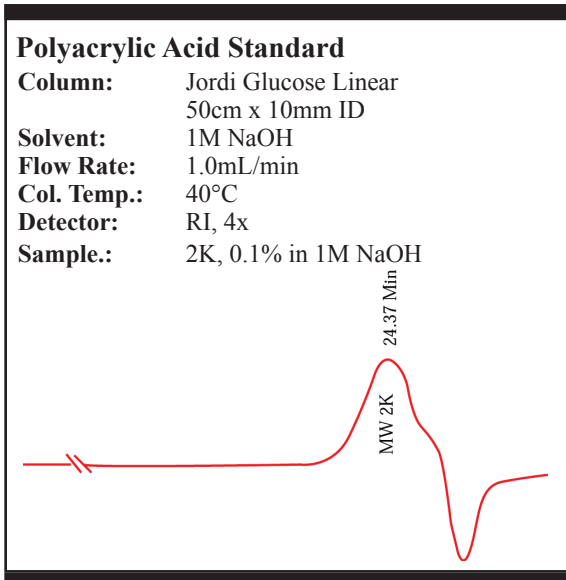 Polyacrylic Acid Standard
Column: Jordi Glucose Linear
50cm x 10mm ID
Solvent: 1M NaOH
Flow Rate: 1.0mL/min
Col. Temp.: 40°C
Detector: RI, 4x
Sample.: 2K, 0.1% in 1M NaOH
24.37 Min
MW 2K